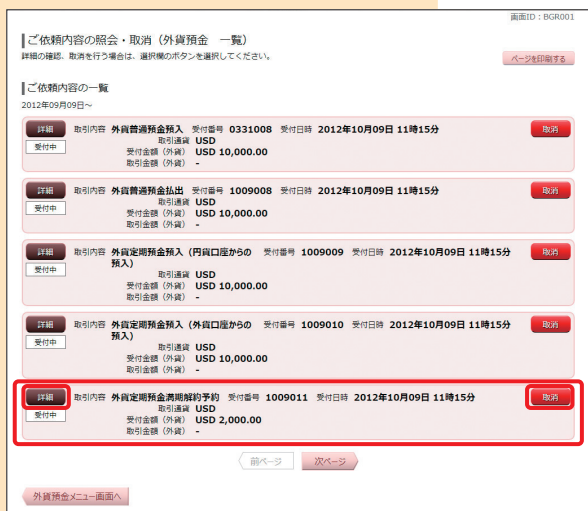 画面ID：BGR001
ご依頼内容の照会・取消（外貨預金　一覧）
詳細の確認、取消を行う場合は、選択欄のボタンを選択してください。
ページを印刷する
ご依頼内容の一覧
2012年09月09日～
詳細 取引内容 外貨普通預金預入 受付番号 0331008 受付日時 2012年10月09日 11時15分 取消
受付中 取引通貨 USD
受付金額（外貨） USD 10,000.00
取引金額（外貨） -
詳細 取引内容 外貨普通預金払出 受付番号 1009008 受付日時 2012年10月09日 11時15分 取消
受付中 取引通貨 USD
受付金額（外貨） USD 10,000.00
取引金額（外貨） -
詳細 取引内容 外貨定期預金預入（円貨口座からの 受付番号 1009009 受付日時 2012年10月09日 11時15分 取消
受付中 預入）
取引通貨 USD
受付金額（外貨） USD 10,000.00
取引金額（外貨） -
詳細 取引内容 外貨定期預金預入（外貨口座からの 受付番号 1009010 受付日時 2012年10月09日 11時15分 取消
受付中 預入）
取引通貨 USD
受付金額（外貨） USD 10,000.00
取引金額（外貨） -
詳細 取引内容 外貨定期預金満期解約予約 受付番号 1009011 受付日時 2012年10月09日 11時15分 取消
受付中 取引通貨 USD
受付金額（外貨） USD 2,000.00
取引金額（外貨） -
前ページ 次ページ
外貨預金メニュー画面へ